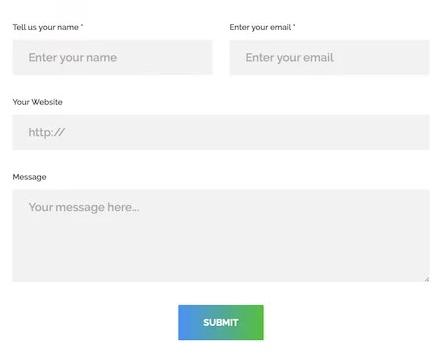 Tell us your name *
Enter your email *
Enter your name
Enter your email
Your Website
http://
Message
Your message here...
SUBMIT